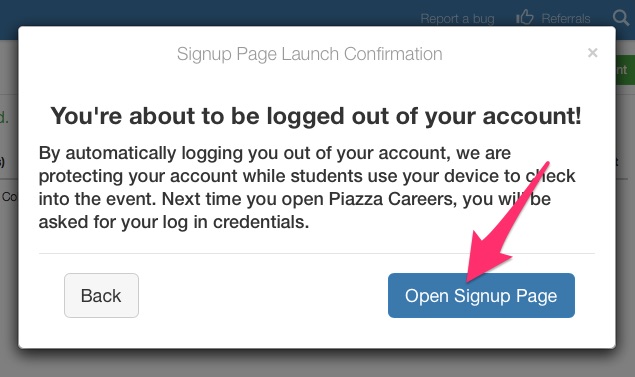 Report a bug Referrals
Signup Page Launch Confirmation ×
nt
d.
You're about to be logged out of your account!
By automatically logging you out of your account, we are
s)
protecting your account while students use your device to check
t
Co
into the event. Next time you open Piazza Careers, you will be
asked for your log in credentials.
Back
Open Signup Page